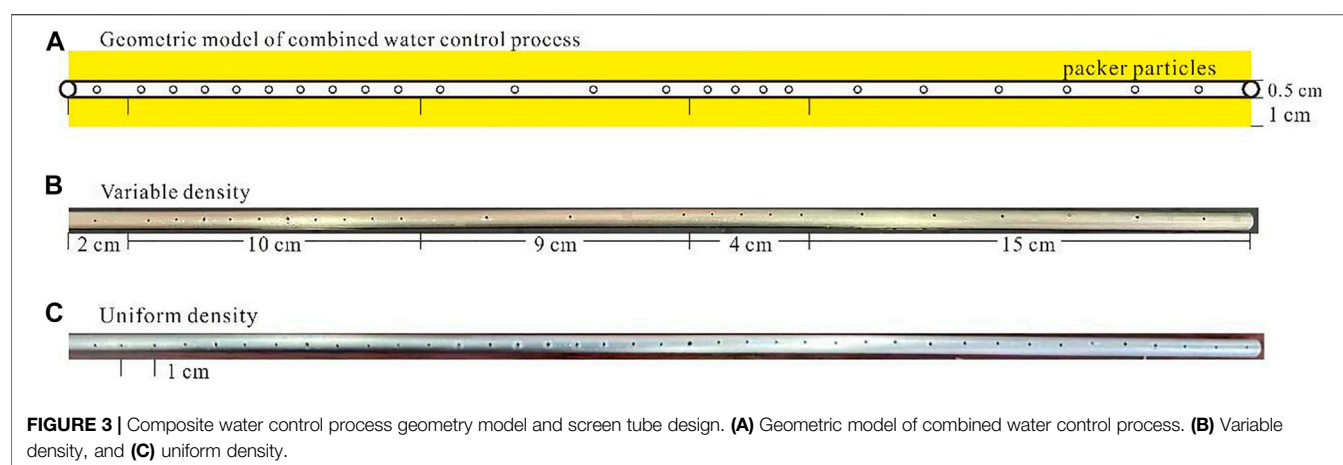 A
Geometric model of combined water control process
packer particles
0.5 cm
1 cm
B
Variable density
2 cm
10 cm
9 cm
4 cm
15 cm
C
Uniform density
1 cm
FIGURE 3 | Composite water control process geometry model and screen tube design. (A) Geometric model of combined water control process. (B) Variable
density, and (C) uniform density.